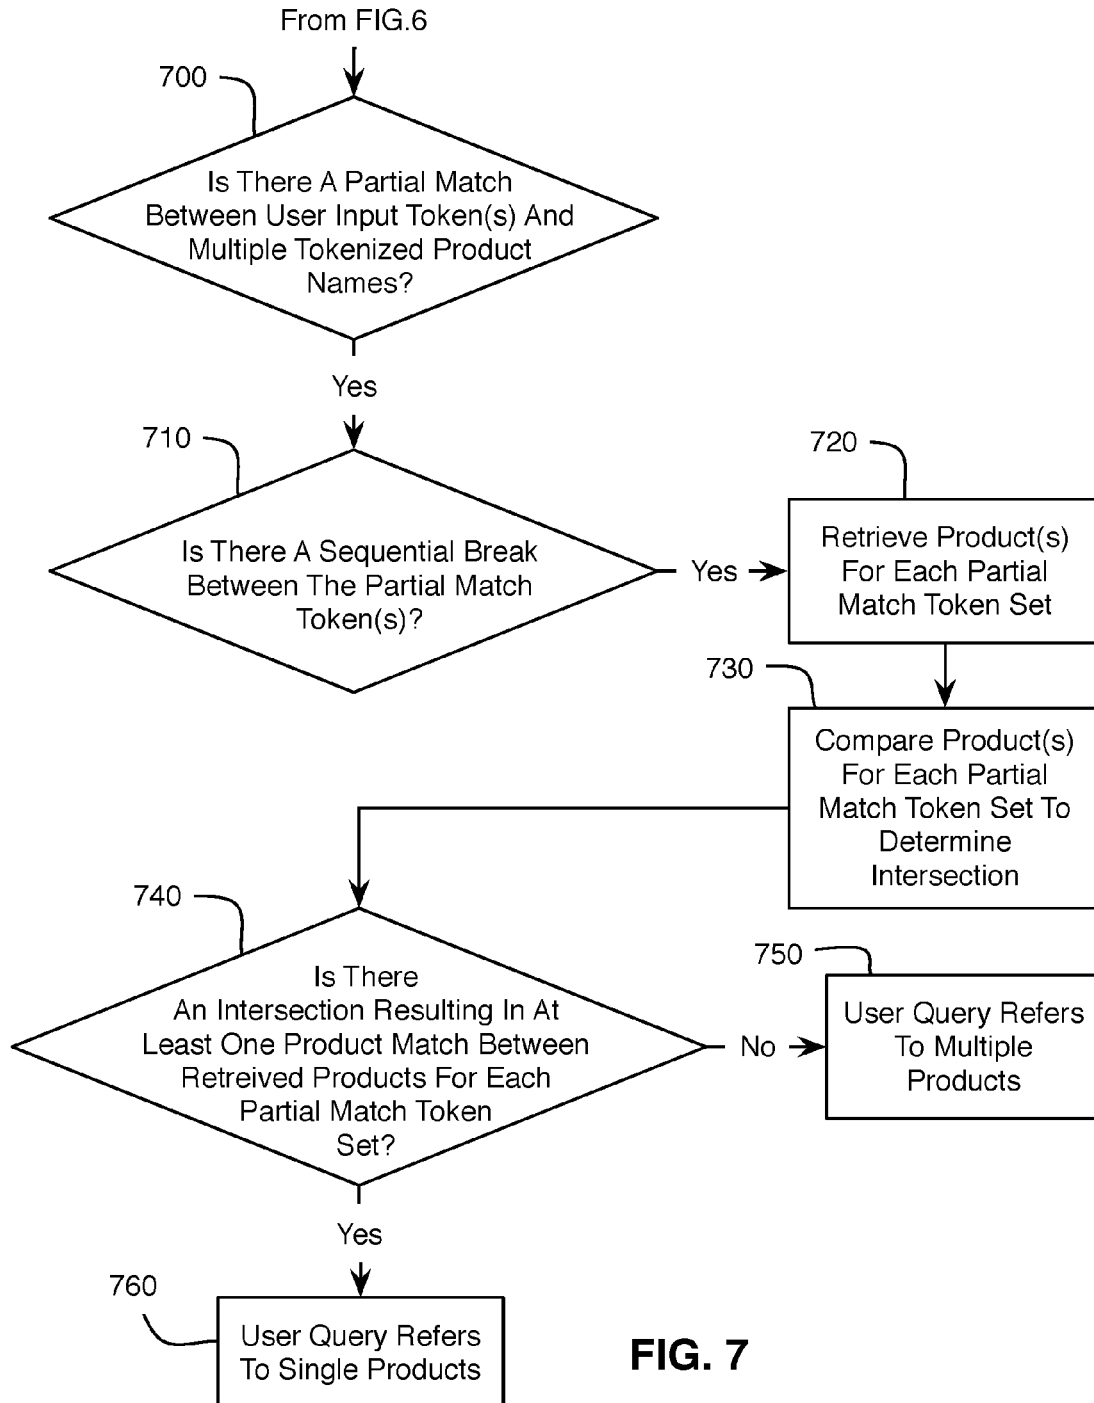 From FIG.6
700
Is There A Partial Match
Between User Input Token(s) And
Multiple Tokenized Product
Names?
Yes
710
Is There A Sequential Break
Between The Partial Match
Token(s)?
Yes
720
Retrieve Product(s)
For Each Partial
Match Token Set
730
Compare Product(s)
For Each Partial
Match Token Set To
Determine
Intersection
740
Is There
An Intersection Resulting In At
Least One Product Match Between
Retreived Products For Each
Partial Match Token
Set?
No
750
User Query Refers
To Multiple
Products
Yes
760
User Query Refers
To Single Products
FIG. 7